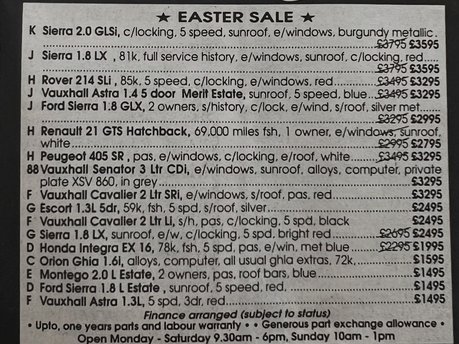 ★ EASTER SALE ★
K Sierra 2.0 GLSi, c/locking, 5 speed, sunroof, e/windows, burgundy metallic.
£3795 £3595
J Sierra 1.8 LX , 81k, full service history, e/windows, sunroof, c/locking, red
£3795 £3595
H Rover 214 SLi , 85k, 5 speed, c/locking, e/windows, red £3495 £3295
J Vauxhall Astra 1.4 5 door Merit Estate, sunroof, 5 speed, blue £3495 £3295
J Ford Sierra 1.8 GLX, 2 owners, s/history, c/lock, e/wind, s/roof, silver met
£3295 £2995
H Renault 21 GTS Hatchback, 69,000 miles fsh, 1 owner, e/windows, sunroof,
white £2995 £2795
H Peugeot 405 SR , pas, e/windows, c/locking, e/roof, white £3495 £3295
88 Vauxhall Senator 3 Ltr CDi, e/windows, sunroof, alloys, computer, private
plate XSV 860, in grey £3295
F Vauxhall Cavalier 2 Ltr SRi, e/windows, s/roof, pas, red £3295
G Escort 1.3L 5dr, 59k, fsh, 5 spd, s/roof, silver £2495
F Vauxhall Cavalier 2 Ltr Li, s/h, pas, c/locking, 5 spd, black £2495
G Sierra 1.8 LX, sunroof, e/w, c/locking, 5 spd, bright red £2695 £2495
D Honda Integra EX 16, 78k, fsh, 5 spd, pas, e/win, met blue £2295 £1995
C Orion Ghia 1.6i, alloys, computer, all usual ghia extras, 72k £1595
E Montego 2.0 L Estate, 2 owners, pas, roof bars, blue £1495
D Ford Sierra 1.8 L Estate , sunroof, 5 speed, red £1495
F Vauxhall Astra 1.3L, 5 spd, 3dr, red £1495
Finance arranged (subject to status)
• Upto, one years parts and labour warranty • • Generous part exchange allowance •
Open Monday - Saturday 9.30am - 6pm, Sunday 10am - 1pm